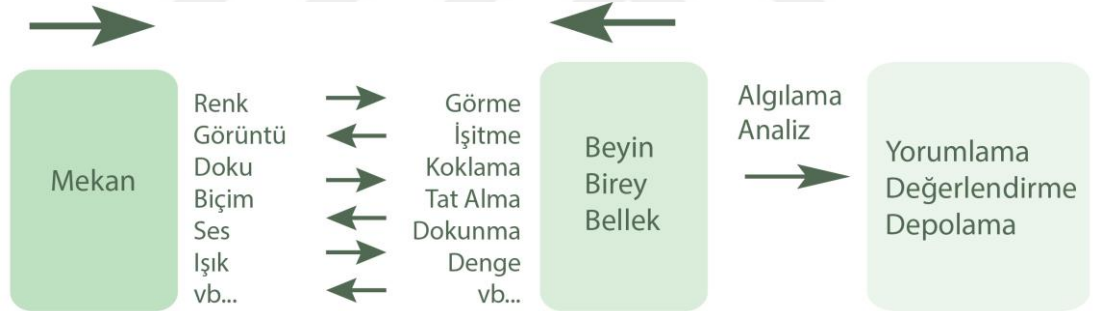 Mekan
Renk
Görüntü
Doku
Biçim
Ses
Işık
vb...
Görme
İşitme
Koklama
Tat Alma
Dokunma
Denge
vb...
Beyin
Birey
Bellek
Algılama
Analiz
Yorumlama
Değerlendirme
Depolama